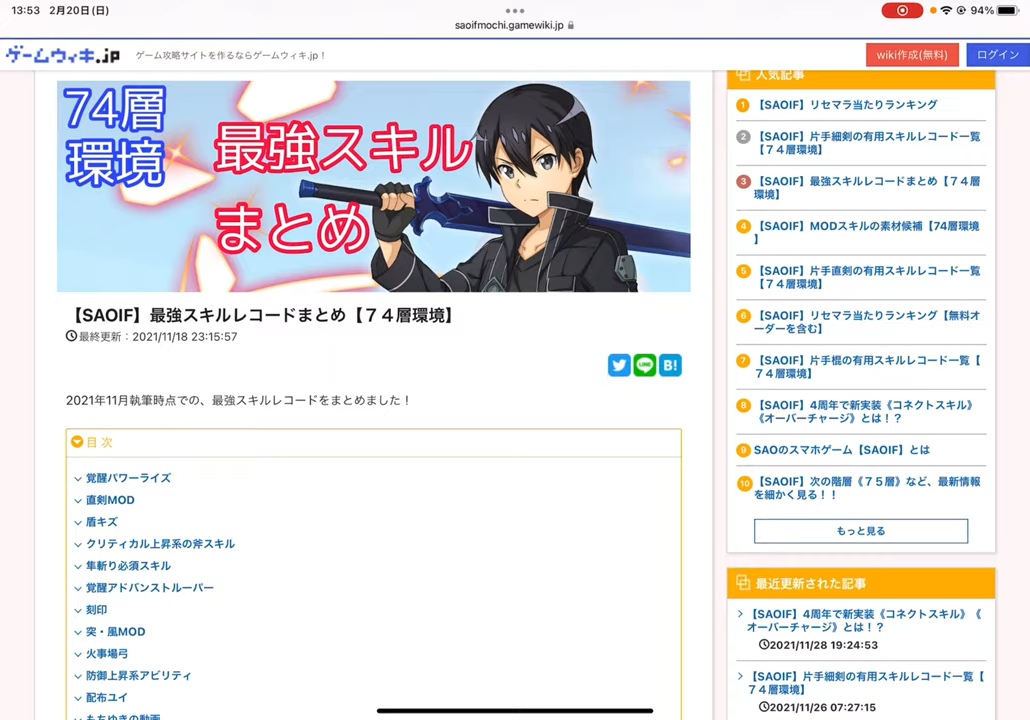 13:53 2月20日(日)
94%
saoifmochi.gamewiki.jp
ゲームウィキ.jp
ゲーム攻略サイトを作るならゲームウィキ.jp！
wiki作成(無料)
ログイン
74層
環境
最強スキル
まとめ
【SAOIF】最強スキルレコードまとめ【７４層環境】
最終更新：2021/11/18 23:15:57
LINE
B!
2021年11月執筆時点での、最強スキルレコードをまとめました！
目次
覚醒パワーライズ
直剣MOD
盾キズ
クリティカル上昇系の斧スキル
隼斬り必須スキル
覚醒アドバンストルーパー
刻印
突・風MOD
火事場弓
防御上昇系アビリティ
配布ユイ
もちゆきの動画
人気記事
1 【SAOIF】リセマラ当たりランキング
2 【SAOIF】片手細剣の有用スキルレコード一覧
【７４層環境】
3 【SAOIF】最強スキルレコードまとめ【７４層環
境】
4 【SAOIF】MODスキルの素材候補【74層環境
】
5 【SAOIF】片手直剣の有用スキルレコード一覧
【７４層環境】
6 【SAOIF】リセマラ当たりランキング【無料オ
ーダーを含む】
7 【SAOIF】片手棍の有用スキルレコード一覧【
７４層環境】
8 【SAOIF】4周年で新実装《コネクトスキル》
《オーバーチャージ》とは！？
9 SAOのスマホゲーム【SAOIF】とは
10 【SAOIF】次の階層《７５層》など、最新情報
を細かく見る！！
もっと見る
最近更新された記事
【SAOIF】4周年で新実装《コネクトスキル》《
オーバーチャージ》とは！？
2021/11/28 19:24:53
【SAOIF】片手細剣の有用スキルレコード一覧【
７４層環境】
2021/11/26 07:27:15